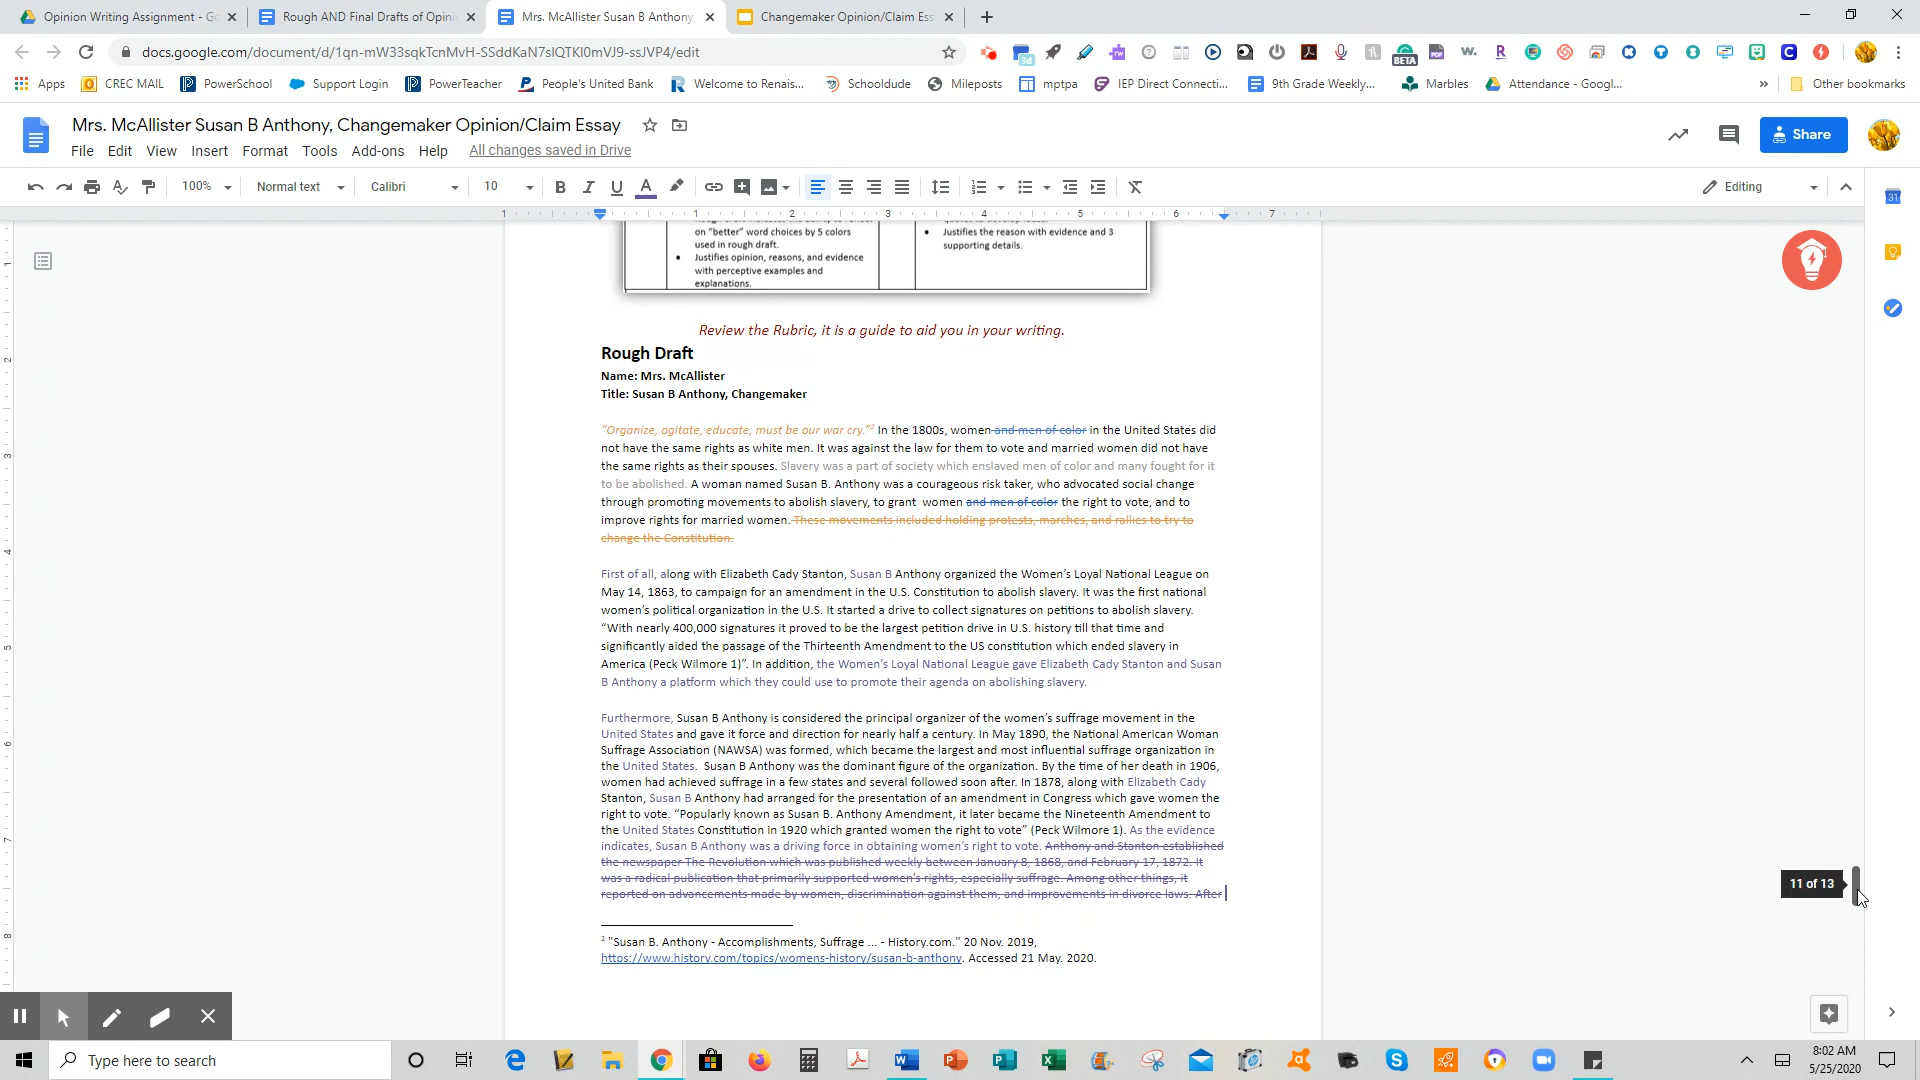 Opinion Writing Assignment - Go
Rough AND Final Drafts of Opini
Mrs. McAllister Susan B Anthony,
Changemaker Opinion/Claim Ess
docs.google.com/document/d/1qn-mW33sqkTcnMvH-SSddKaN7slQTKl0mVJ9-ssJVP4/edit
Apps
CREC MAIL
PowerSchool
Support Login
PowerTeacher
People's United Bank
Welcome to Renais...
Schooldude
Mileposts
mptpa
IEP Direct Connecti...
9th Grade Weekly...
Marbles
Attendance - Googl...
Other bookmarks
Mrs. McAllister Susan B Anthony, Changemaker Opinion/Claim Essay
File Edit View Insert Format Tools Add-ons Help All changes saved in Drive
Share
100% Normal text Calibri 10 Editing
1 1 2 3 4 5 6 7
on "better" word choices by 5 colors
used in rough draft.
• Justifies opinion, reasons, and evidence
with perceptive examples and
explanations.
• Justifies the reason with evidence and 3
supporting details.
Review the Rubric, it is a guide to aid you in your writing.
Rough Draft
Name: Mrs. McAllister
Title: Susan B Anthony, Changemaker
“Organize, agitate, educate, must be our war cry.”2 In the 1800s, women and men of color in the United States did
not have the same rights as white men. It was against the law for them to vote and married women did not have
the same rights as their spouses. Slavery was a part of society which enslaved men of color and many fought for it
to be abolished. A woman named Susan B. Anthony was a courageous risk taker, who advocated social change
through promoting movements to abolish slavery, to grant  women and men of color the right to vote, and to
improve rights for married women. These movements included holding protests, marches, and rallies to try to
change the Constitution.
First of all, along with Elizabeth Cady Stanton, Susan B Anthony organized the Women’s Loyal National League on
May 14, 1863, to campaign for an amendment in the U.S. Constitution to abolish slavery. It was the first national
women’s political organization in the U.S. It started a drive to collect signatures on petitions to abolish slavery.
“With nearly 400,000 signatures it proved to be the largest petition drive in U.S. history till that time and
significantly aided the passage of the Thirteenth Amendment to the US constitution which ended slavery in
America (Peck Wilmore 1)”. In addition, the Women’s Loyal National League gave Elizabeth Cady Stanton and Susan
B Anthony a platform which they could use to promote their agenda on abolishing slavery.
Furthermore, Susan B Anthony is considered the principal organizer of the women’s suffrage movement in the
United States and gave it force and direction for nearly half a century. In May 1890, the National American Woman
Suffrage Association (NAWSA) was formed, which became the largest and most influential suffrage organization in
the United States.  Susan B Anthony was the dominant figure of the organization. By the time of her death in 1906,
women had achieved suffrage in a few states and several followed soon after. In 1878, along with Elizabeth Cady
Stanton, Susan B Anthony had arranged for the presentation of an amendment in Congress which gave women the
right to vote. “Popularly known as Susan B. Anthony Amendment, it later became the Nineteenth Amendment to
the United States Constitution in 1920 which granted women the right to vote” (Peck Wilmore 1). As the evidence
indicates, Susan B Anthony was a driving force in obtaining women’s right to vote. Anthony and Stanton established
the newspaper The Revolution which was published weekly between January 8, 1868, and February 17, 1872. It
was a radical publication that primarily supported women’s rights, especially suffrage. Among other things, it
reported on advancements made by women, discrimination against them, and improvements in divorce laws. After
2 "Susan B. Anthony - Accomplishments, Suffrage ... - History.com." 20 Nov. 2019,
https://www.history.com/topics/womens-history/susan-b-anthony. Accessed 21 May. 2020.
11 of 13
Type here to search
8:02 AM
5/25/2020